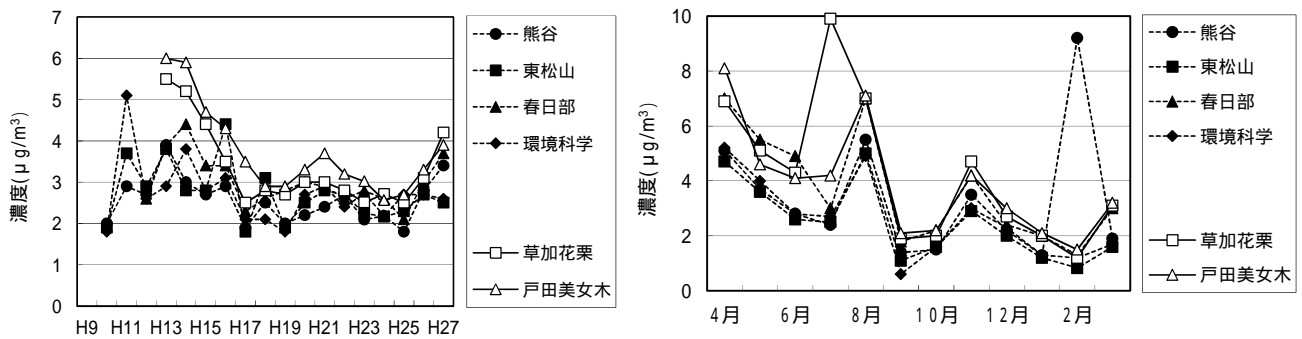 7
6
5
4
3
2
1
0
濃度(μg/m³)
H9 H11 H13 H15 H17 H19 H21 H23 H25 H27
熊谷
東松山
春日部
環境科学
草加花栗
戸田美女木
10
8
6
4
2
0
濃度(μg/m³)
4月 6月 8月 10月 12月 2月
熊谷
東松山
春日部
環境科学
草加花栗
戸田美女木